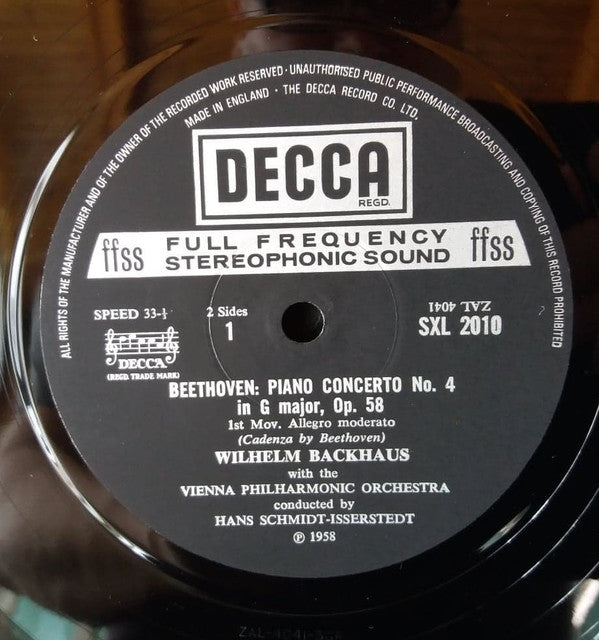 ALL RIGHTS OF THE MANUFACTURER AND OF THE OWNER OF THE RECORDED WORK RESERVED · UNAUTHORISED PUBLIC PERFORMANCE BROADCASTING AND COPYING OF THIS RECORD PROHIBITED
MADE IN ENGLAND · THE DECCA RECORD CO. LTD.
DECCA
REGD.
ffss FULL FREQUENCY ffss
STEREOPHONIC SOUND
ZAL 4041
SPEED 33-⅓ 2 Sides SXL 2010
1
DECCA
(REGD. TRADE MARK)
BEETHOVEN: PIANO CONCERTO No. 4
in G major, Op. 58
1st Mov. Allegro moderato
(Cadenza by Beethoven)
WILHELM BACKHAUS
with the
VIENNA PHILHARMONIC ORCHESTRA
conducted by
HANS SCHMIDT-ISSERSTEDT
℗ 1958